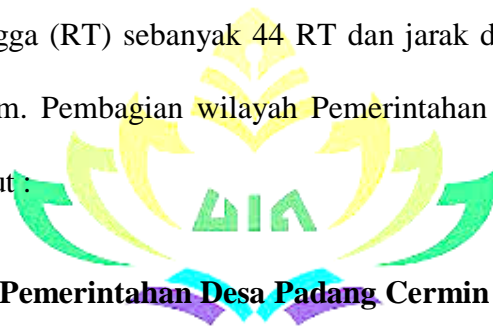 gga (RT) sebanyak 44 RT dan jarak d
m. Pembagian wilayah Pemerintahan
ut :
Pemerintahan Desa Padang Cermin